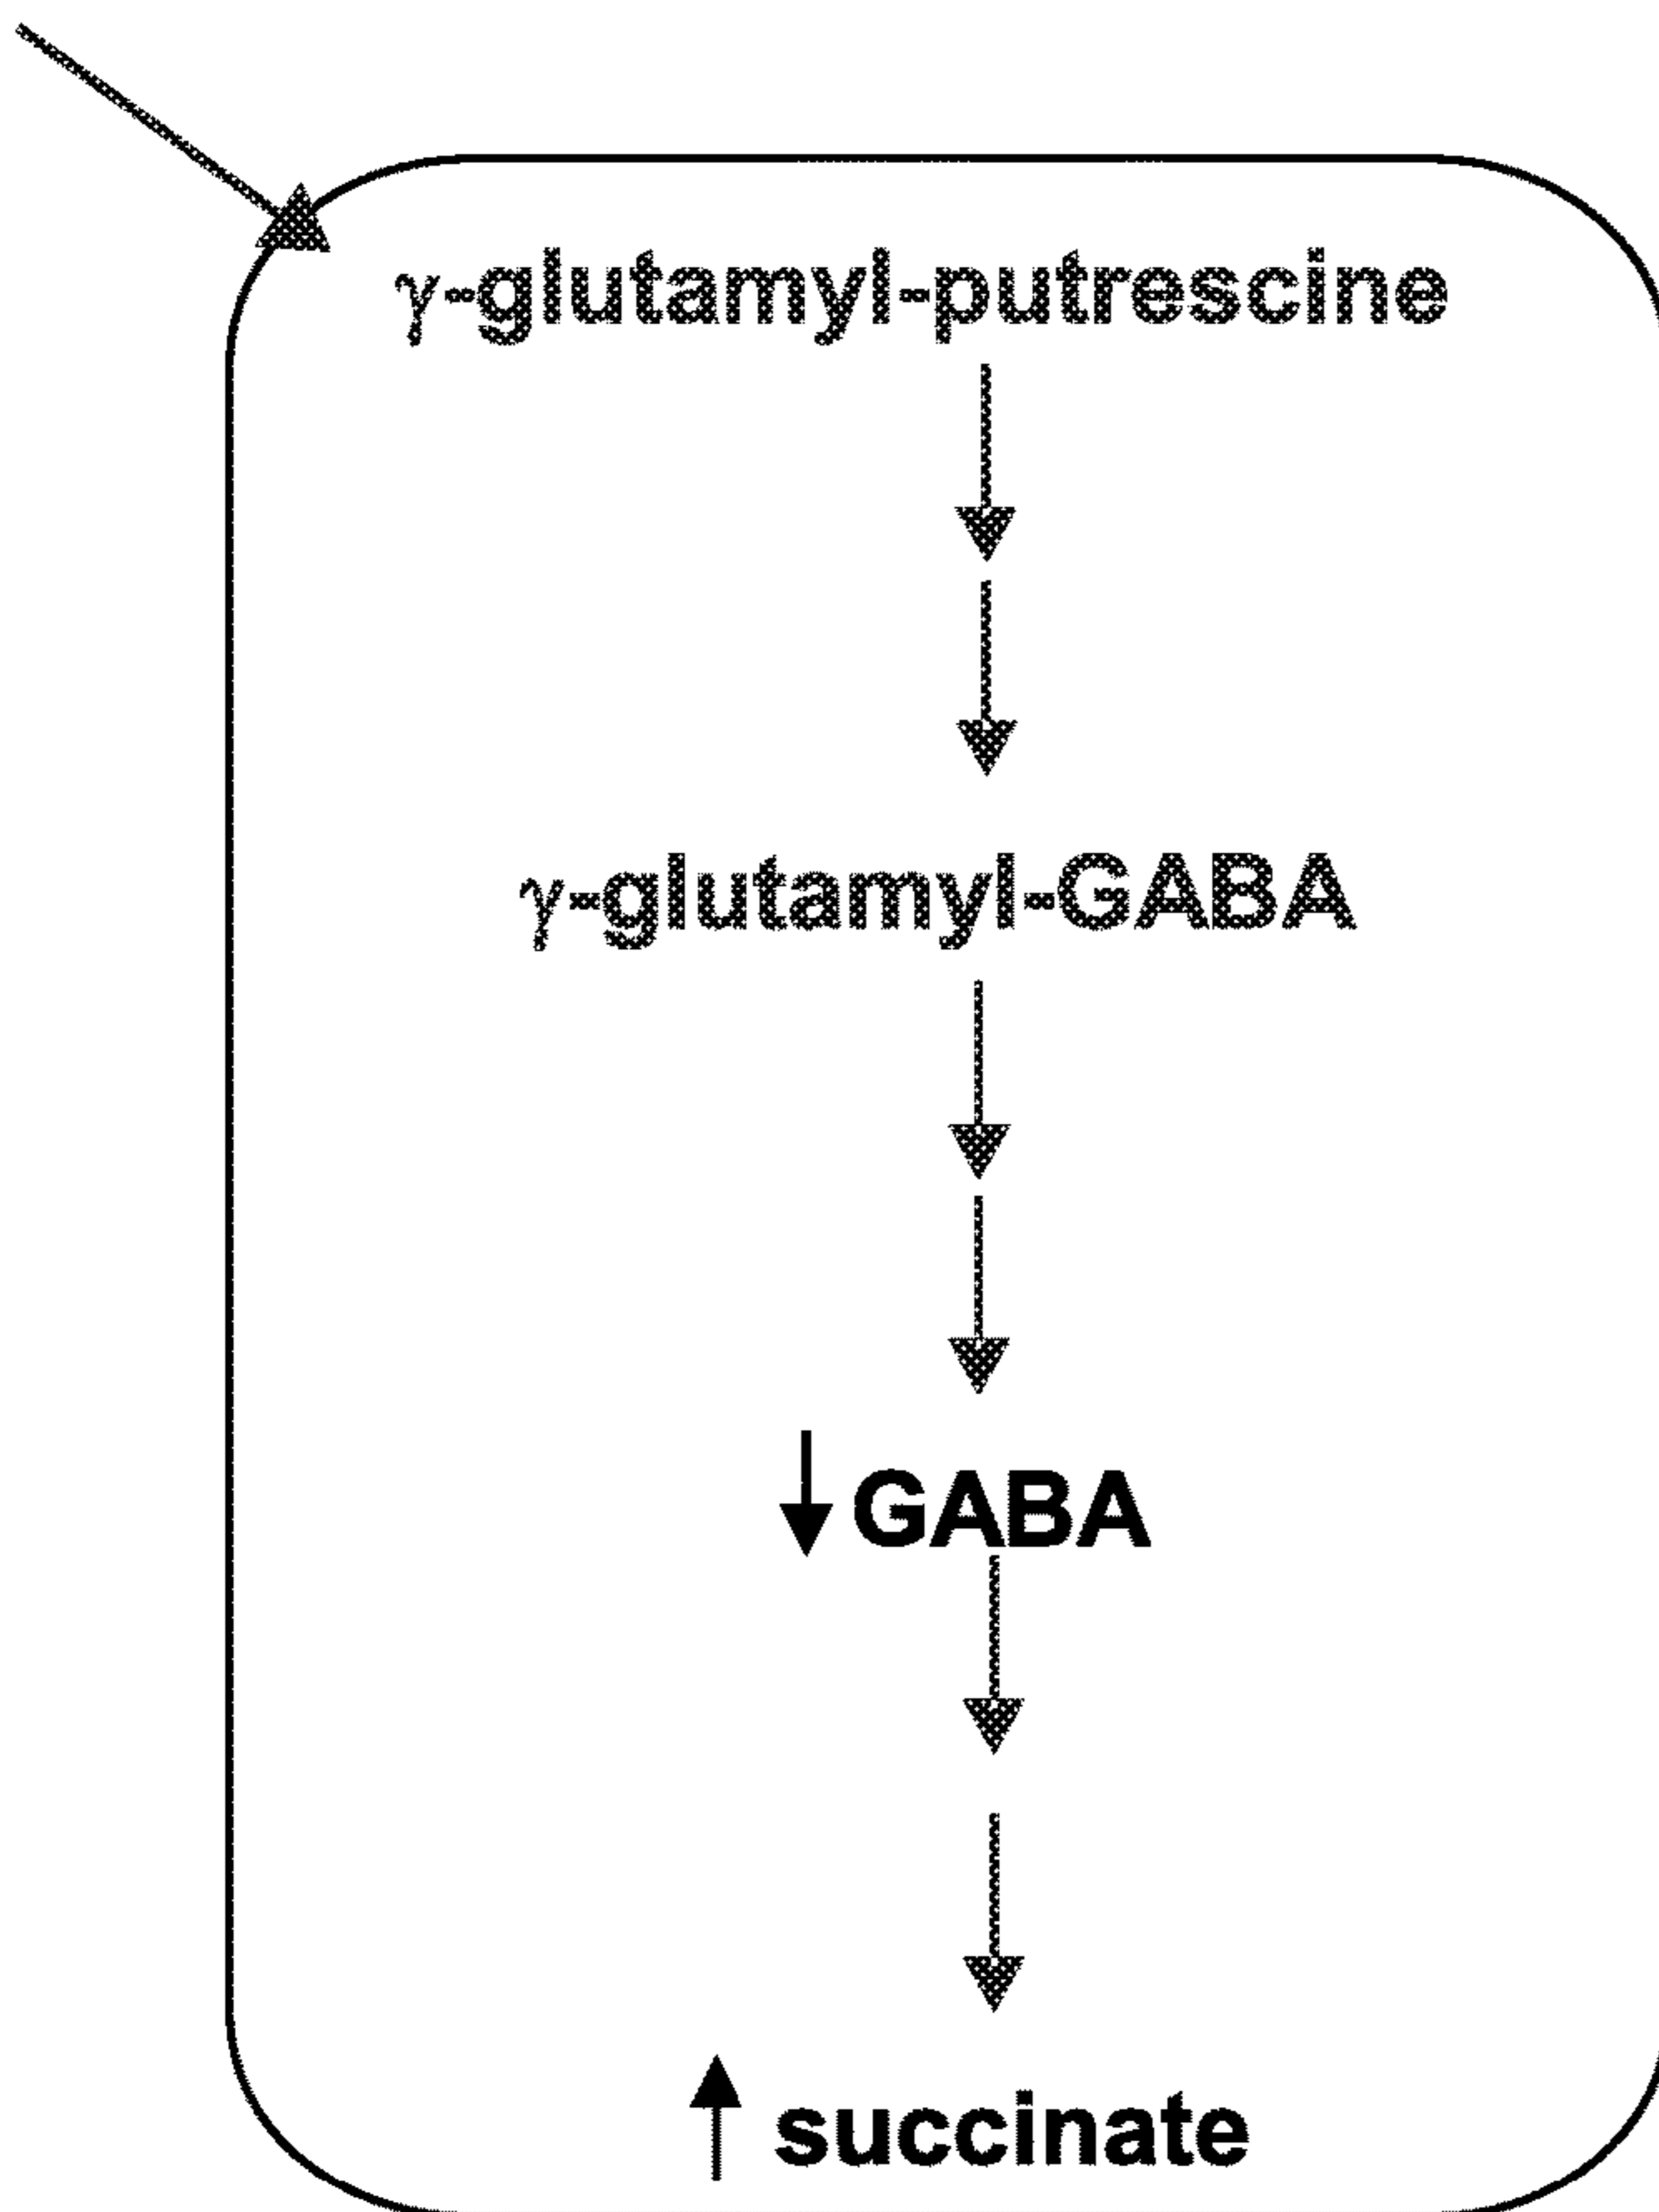 γ-glutamyl-putrescine
γ-glutamyl-GABA
↓ GABA
↑ succinate